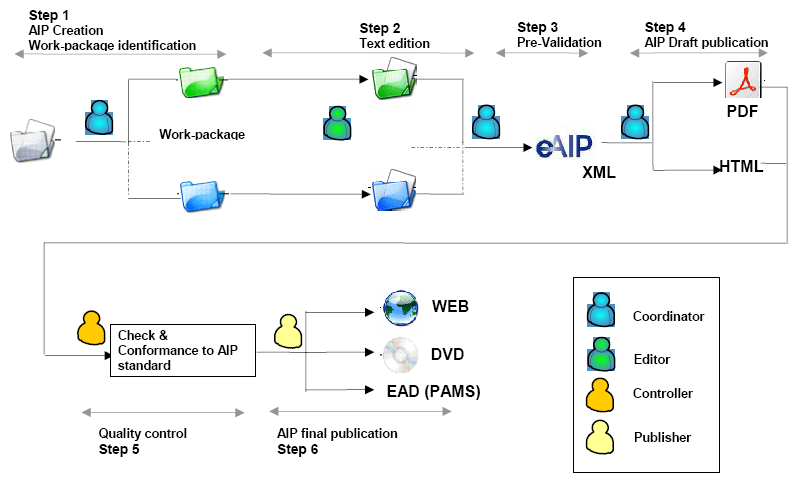 Step 1
AIP Creation
Work-package identification
Step 2
Text edition
Step 3
Pre-Validation
Step 4
AIP Draft publication
Work-package
eAIP
XML
PDF
HTML
Check &
Conformance to AIP
standard
WEB
DVD
EAD (PAMS)
Quality control
Step 5
AIP final publication
Step 6
Coordinator
Editor
Controller
Publisher